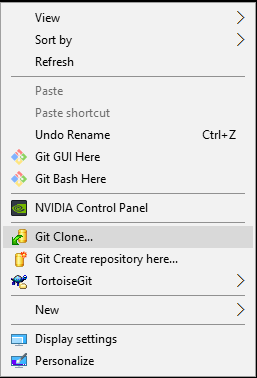 View
Sort by
Refresh
Paste
Paste shortcut
Undo Rename Ctrl+Z
Git GUI Here
Git Bash Here
NVIDIA Control Panel
Git Clone...
Git Create repository here...
TortoiseGit
New
Display settings
Personalize